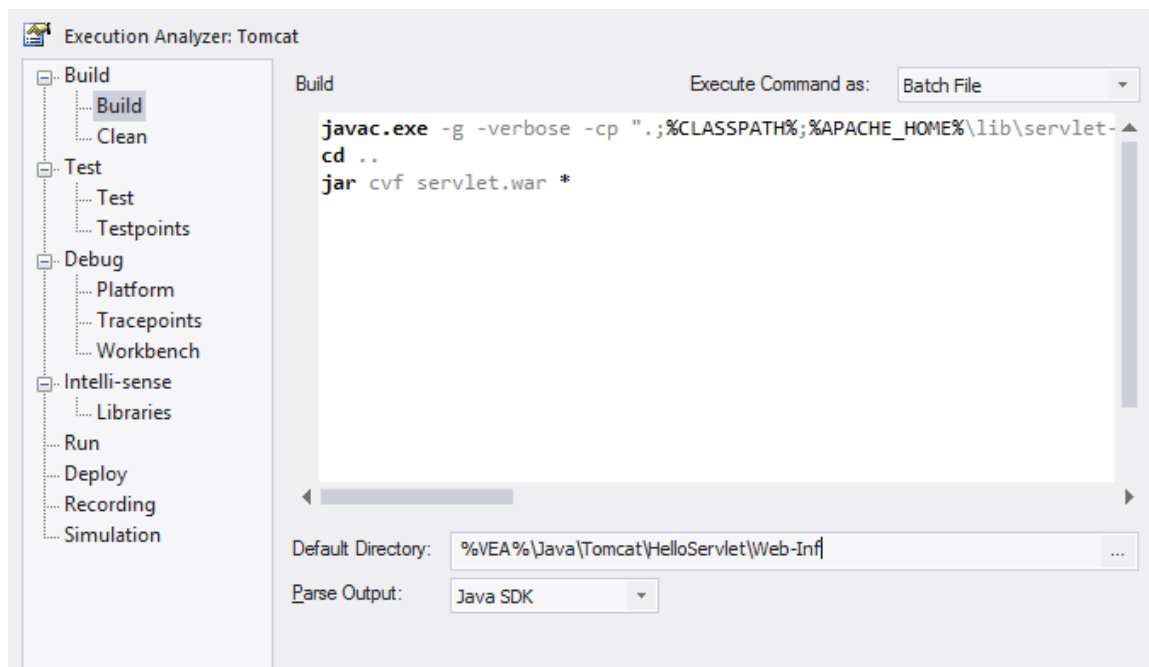 Execution Analyzer: Tomcat
Build
Build
Clean
Test
Test
Testpoints
Debug
Platform
Tracepoints
Workbench
Intelli-sense
Libraries
Run
Deploy
Recording
Simulation
Build
Execute Command as: Batch File
javac.exe -g -verbose -cp ".;%CLASSPATH%;%APACHE_HOME%\lib\servlet-
cd ..
jar cvf servlet.war *
Default Directory: %VEA%\Java\Tomcat\HelloServlet\Web-Inf ...
Parse Output: Java SDK